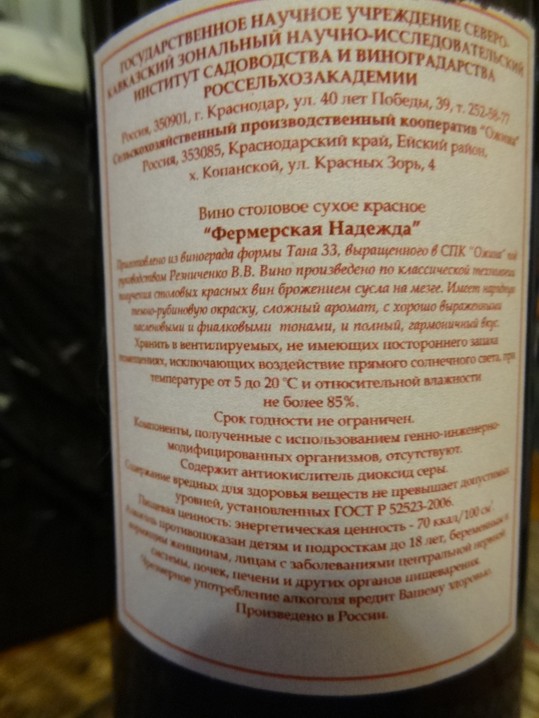 ГОСУДАРСТВЕННОЕ НАУЧНОЕ УЧРЕЖДЕНИЕ СЕВЕРО-
КАВКАЗСКИЙ ЗОНАЛЬНЫЙ НАУЧНО-ИССЛЕДОВАТЕЛЬСКИЙ
ИНСТИТУТ САДОВОДСТВА И ВИНОГРАДАРСТВА
РОССЕЛЬХОЗАКАДЕМИИ
Россия, 350901, г. Краснодар, ул. 40 лет Победы, 39, т. 252-58-77
Сельскохозяйственный производственный кооператив "Ожина"
Россия, 353085, Краснодарский край, Ейский район,
х. Копанской, ул. Красных Зорь, 4
Вино столовое сухое красное
"Фермерская Надежда"
Приготовлено из винограда формы Тана 33, выращенного в СПК "Ожина" под
руководством Резниченко В.В. Вино произведено по классической технологии
получения столовых красных вин брожением сусла на мезге. Имеет нарядную
темно-рубиновую окраску, сложный аромат, с хорошо выраженными
пасленовыми и фиалковыми тонами, и полный, гармоничный вкус.
Хранить в вентилируемых, не имеющих постороннего запаха
помещениях, исключающих воздействие прямого солнечного света, при
температуре от 5 до 20 °С и относительной влажности
не более 85%.
Срок годности не ограничен.
Компоненты, полученные с использованием генно-инженерно-
модифицированных организмов, отсутствуют.
Содержит антиокислитель диоксид серы.
Содержание вредных для здоровья веществ не превышает допустимых
уровней, установленных ГОСТ Р 52523-2006.
Пищевая ценность: энергетическая ценность - 70 ккал/100 см³.
Алкоголь противопоказан детям и подросткам до 18 лет, беременным и
кормящим женщинам, лицам с заболеваниями центральной нервной
системы, почек, печени и других органов пищеварения.
Чрезмерное употребление алкоголя вредит Вашему здоровью.
Произведено в России.